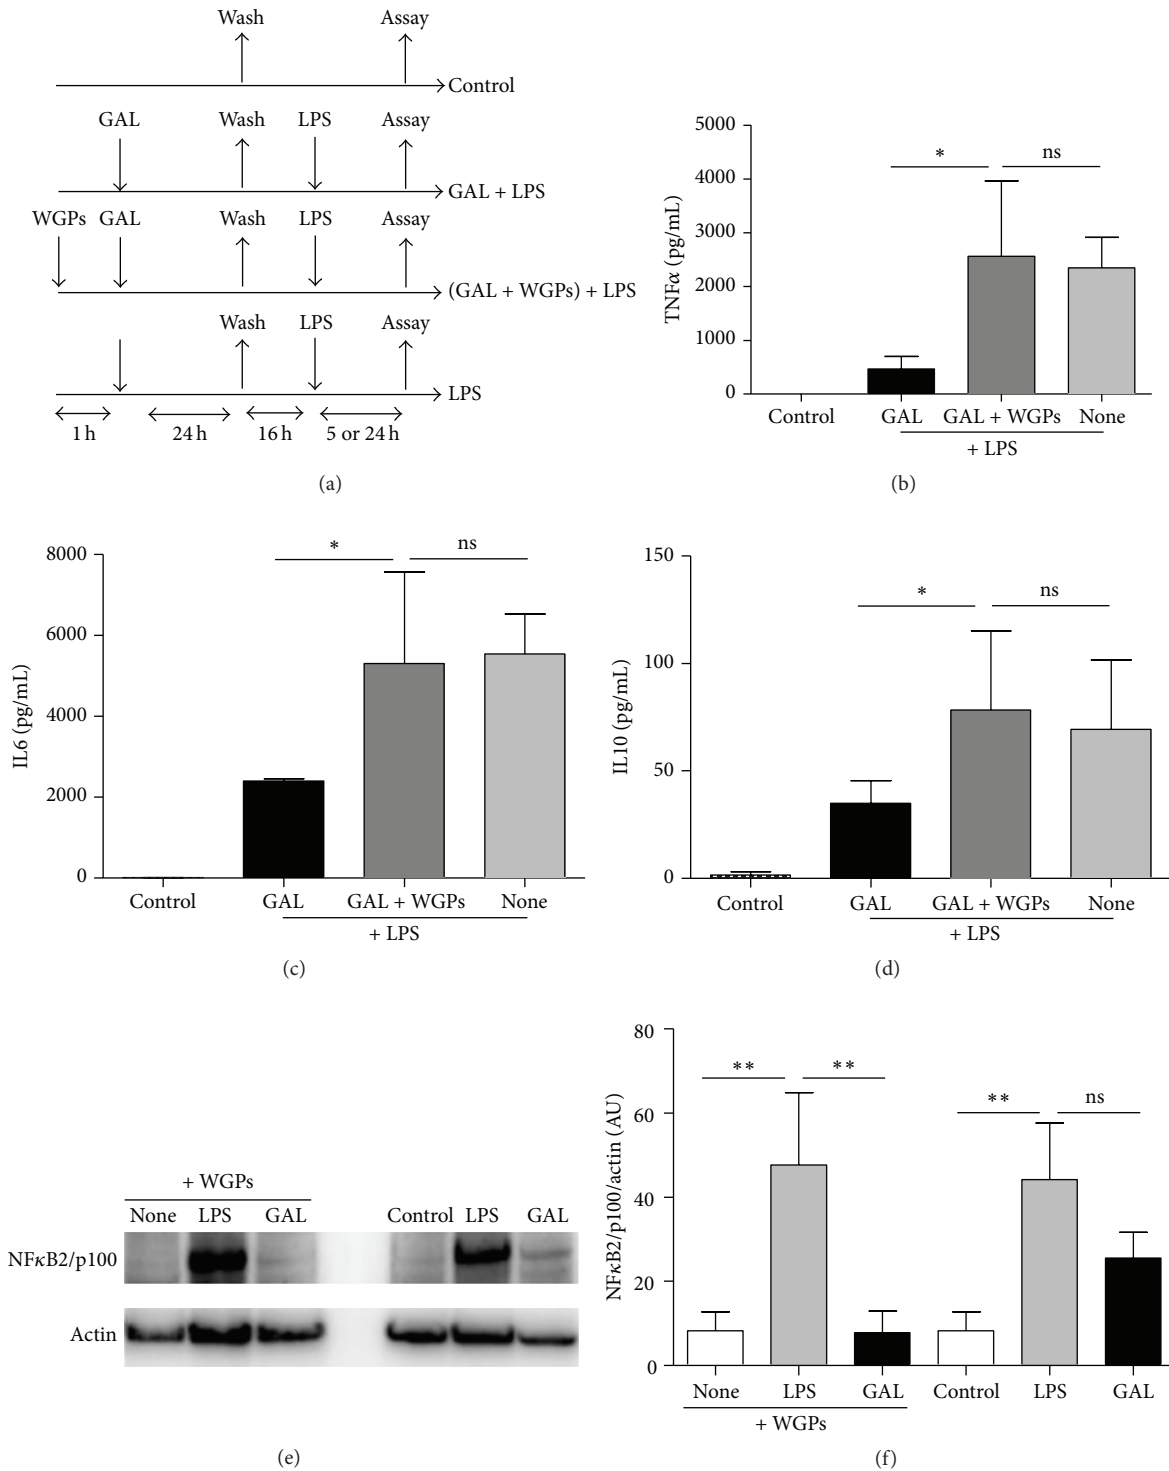 Wash Assay
Control
GAL Wash LPS Assay
GAL + LPS
WGPs GAL Wash LPS Assay
(GAL + WGPs) + LPS
Wash LPS Assay
LPS
1 h 24 h 16 h 5 or 24 h
(a)
5000
4000
3000
2000
1000
0
TNFα (pg/mL)
* ns
Control GAL GAL + WGPs None
+ LPS
(b)
8000
6000
4000
2000
0
IL6 (pg/mL)
* ns
Control GAL GAL + WGPs None
+ LPS
(c)
150
100
50
0
IL10 (pg/mL)
* ns
Control GAL GAL + WGPs None
+ LPS
(d)
+ WGPs
None LPS GAL Control LPS GAL
NFκB2/p100
Actin
(e)
80
60
40
20
0
NFκB2/p100/actin (AU)
** ** ** ns
None LPS GAL Control LPS GAL
+ WGPs
(f)